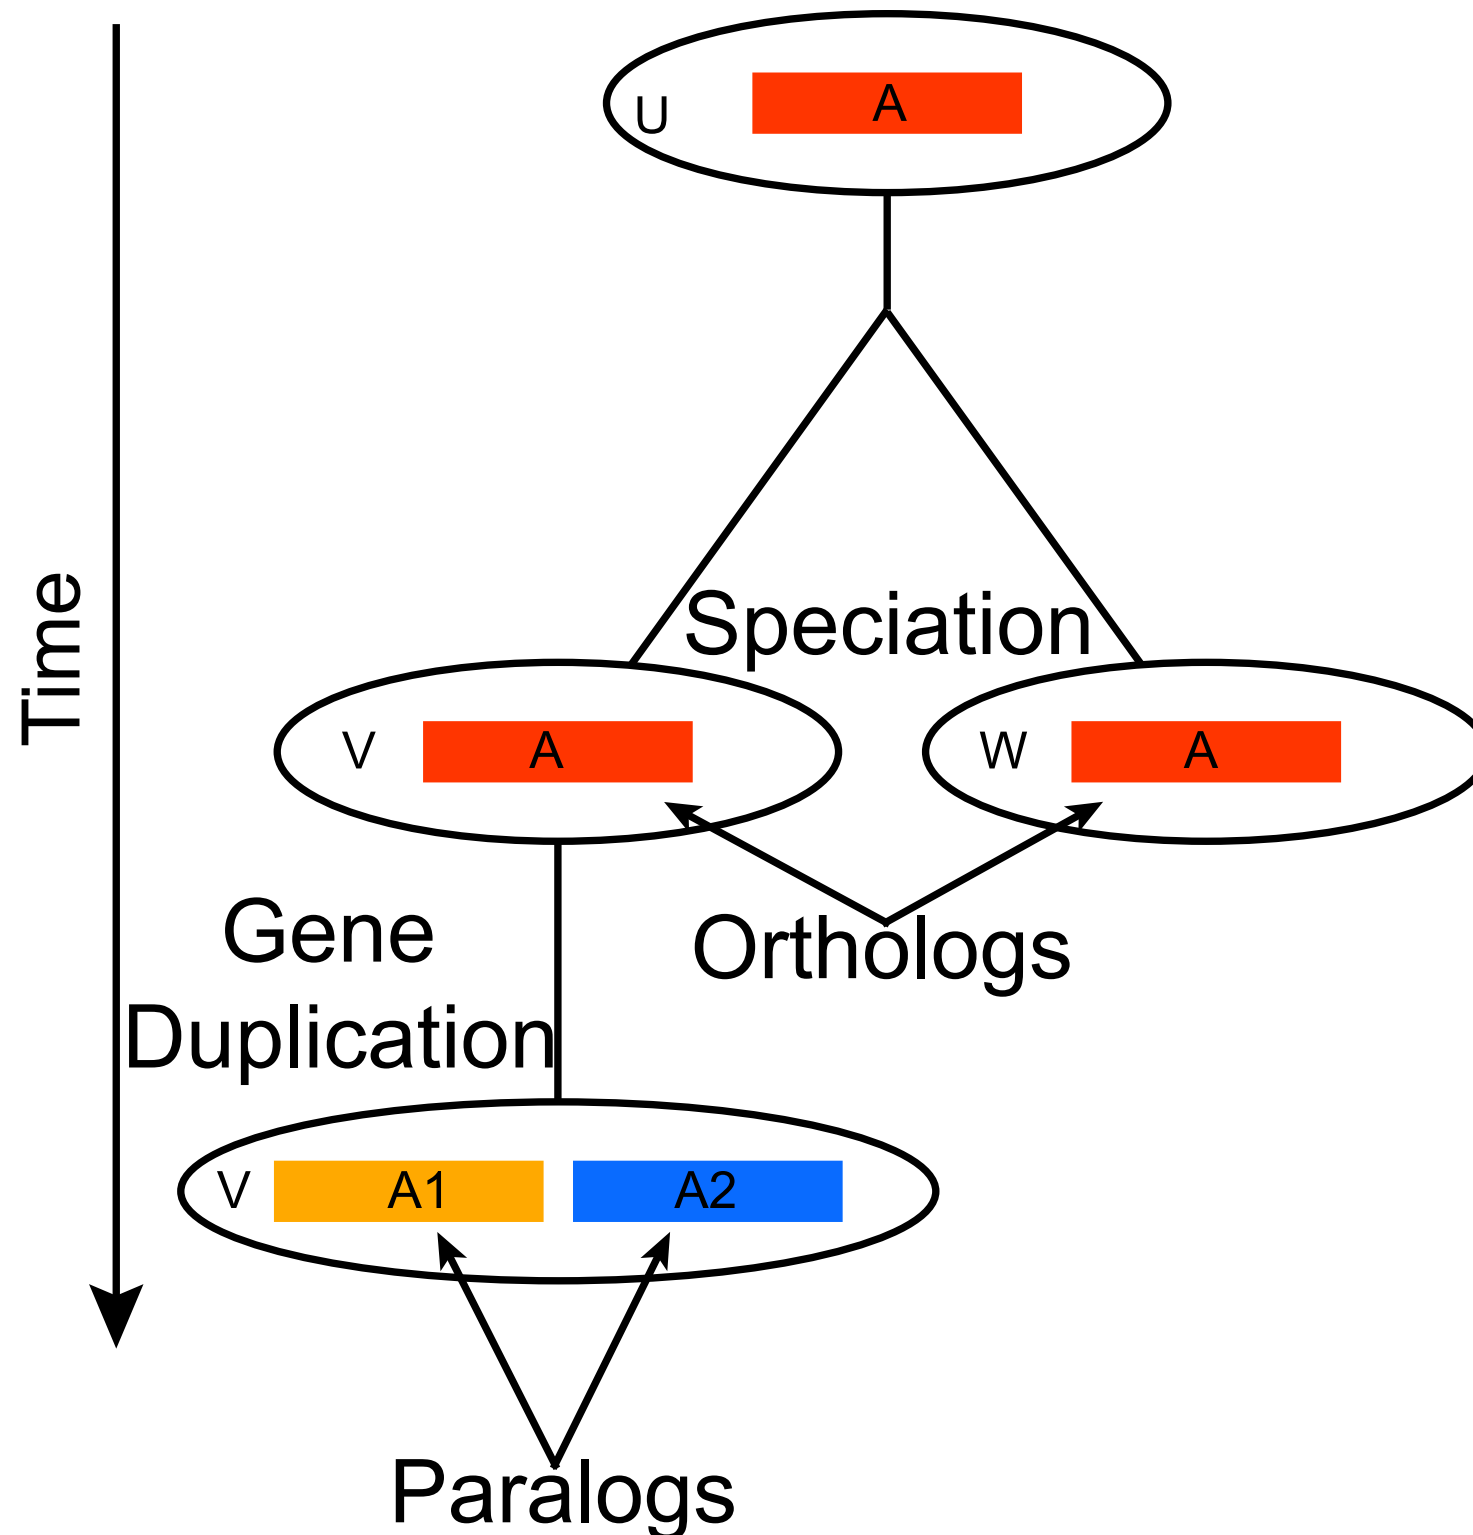 U
A
Time
Speciation
V
A
W
A
Gene
Duplication
Orthologs
V
A1
A2
Paralogs